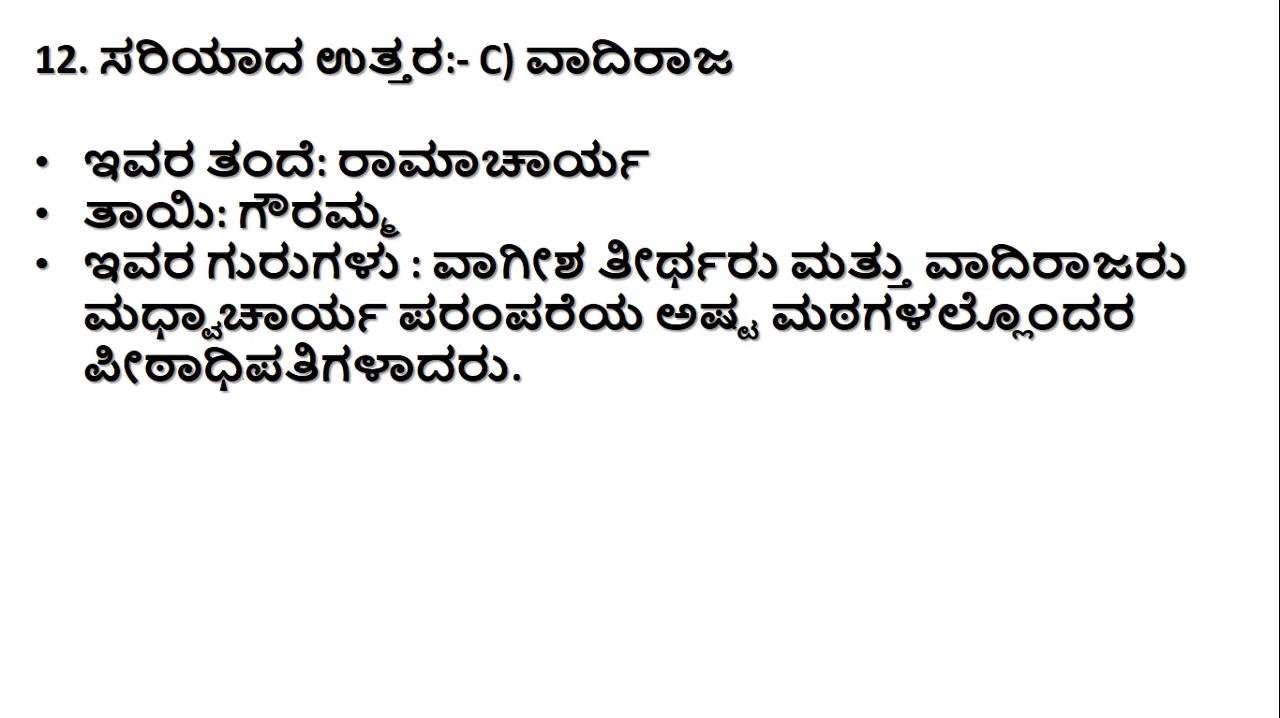 12. ಸರಿಯಾದ ಉತ್ತರ:- C) ವಾದಿರಾಜ
• ಇವರ ತಂದೆ: ರಾಮಾಚಾರ್ಯ
• ತಾಯಿ: ಗೌರಮ್ಮ
• ಇವರ ಗುರುಗಳು : ವಾಗೀಶ ತೀರ್ಥರು ಮತ್ತು ವಾದಿರಾಜರು
ಮಧ್ವಾಚಾರ್ಯ ಪರಂಪರೆಯ ಅಷ್ಟ ಮಠಗಳಲ್ಲೊಂದರ
ಪೀಠಾಧಿಪತಿಗಳಾದರು.